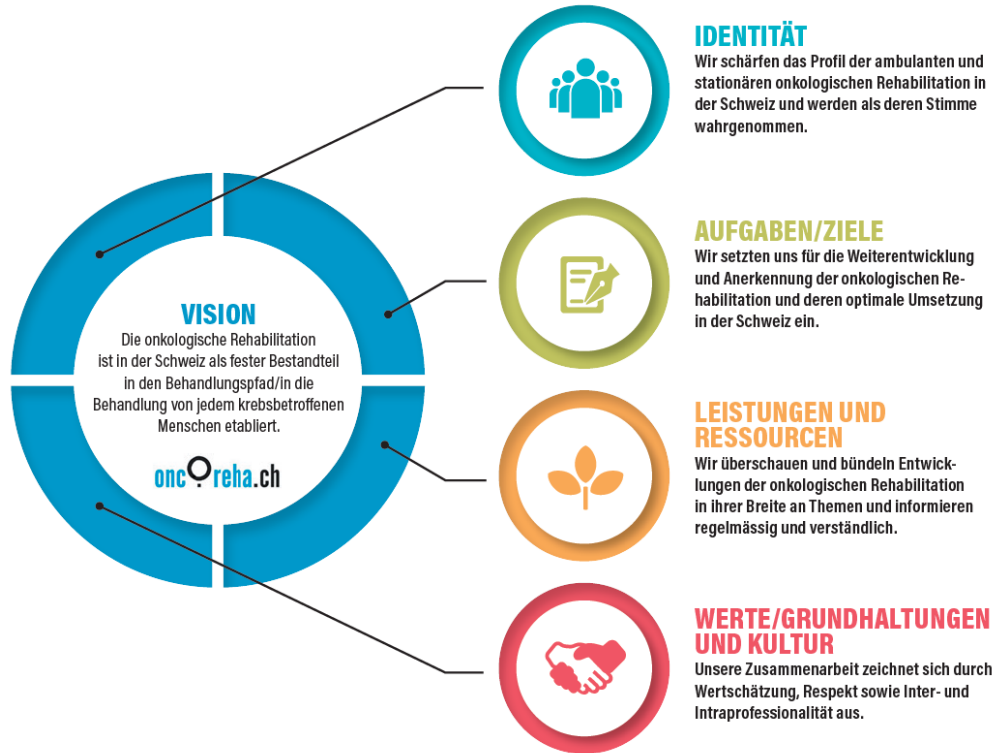 VISION
Die onkologische Rehabilitation
ist in der Schweiz als fester Bestandteil
in den Behandlungspfad/in die
Behandlung von jedem krebsbetroffenen
Menschen etabliert.
oncoreha.ch
IDENTITÄT
Wir schärfen das Profil der ambulanten und
stationären onkologischen Rehabilitation in
der Schweiz und werden als deren Stimme
wahrgenommen.
AUFGABEN/ZIELE
Wir setzten uns für die Weiterentwicklung
und Anerkennung der onkologischen Re-
habilitation und deren optimale Umsetzung
in der Schweiz ein.
LEISTUNGEN UND
RESSOURCEN
Wir überschauen und bündeln Entwick-
lungen der onkologischen Rehabilitation
in ihrer Breite an Themen und informieren
regelmässig und verständlich.
WERTE/GRUNDHALTUNGEN
UND KULTUR
Unsere Zusammenarbeit zeichnet sich durch
Wertschätzung, Respekt sowie Inter- und
Intraprofessionalität aus.